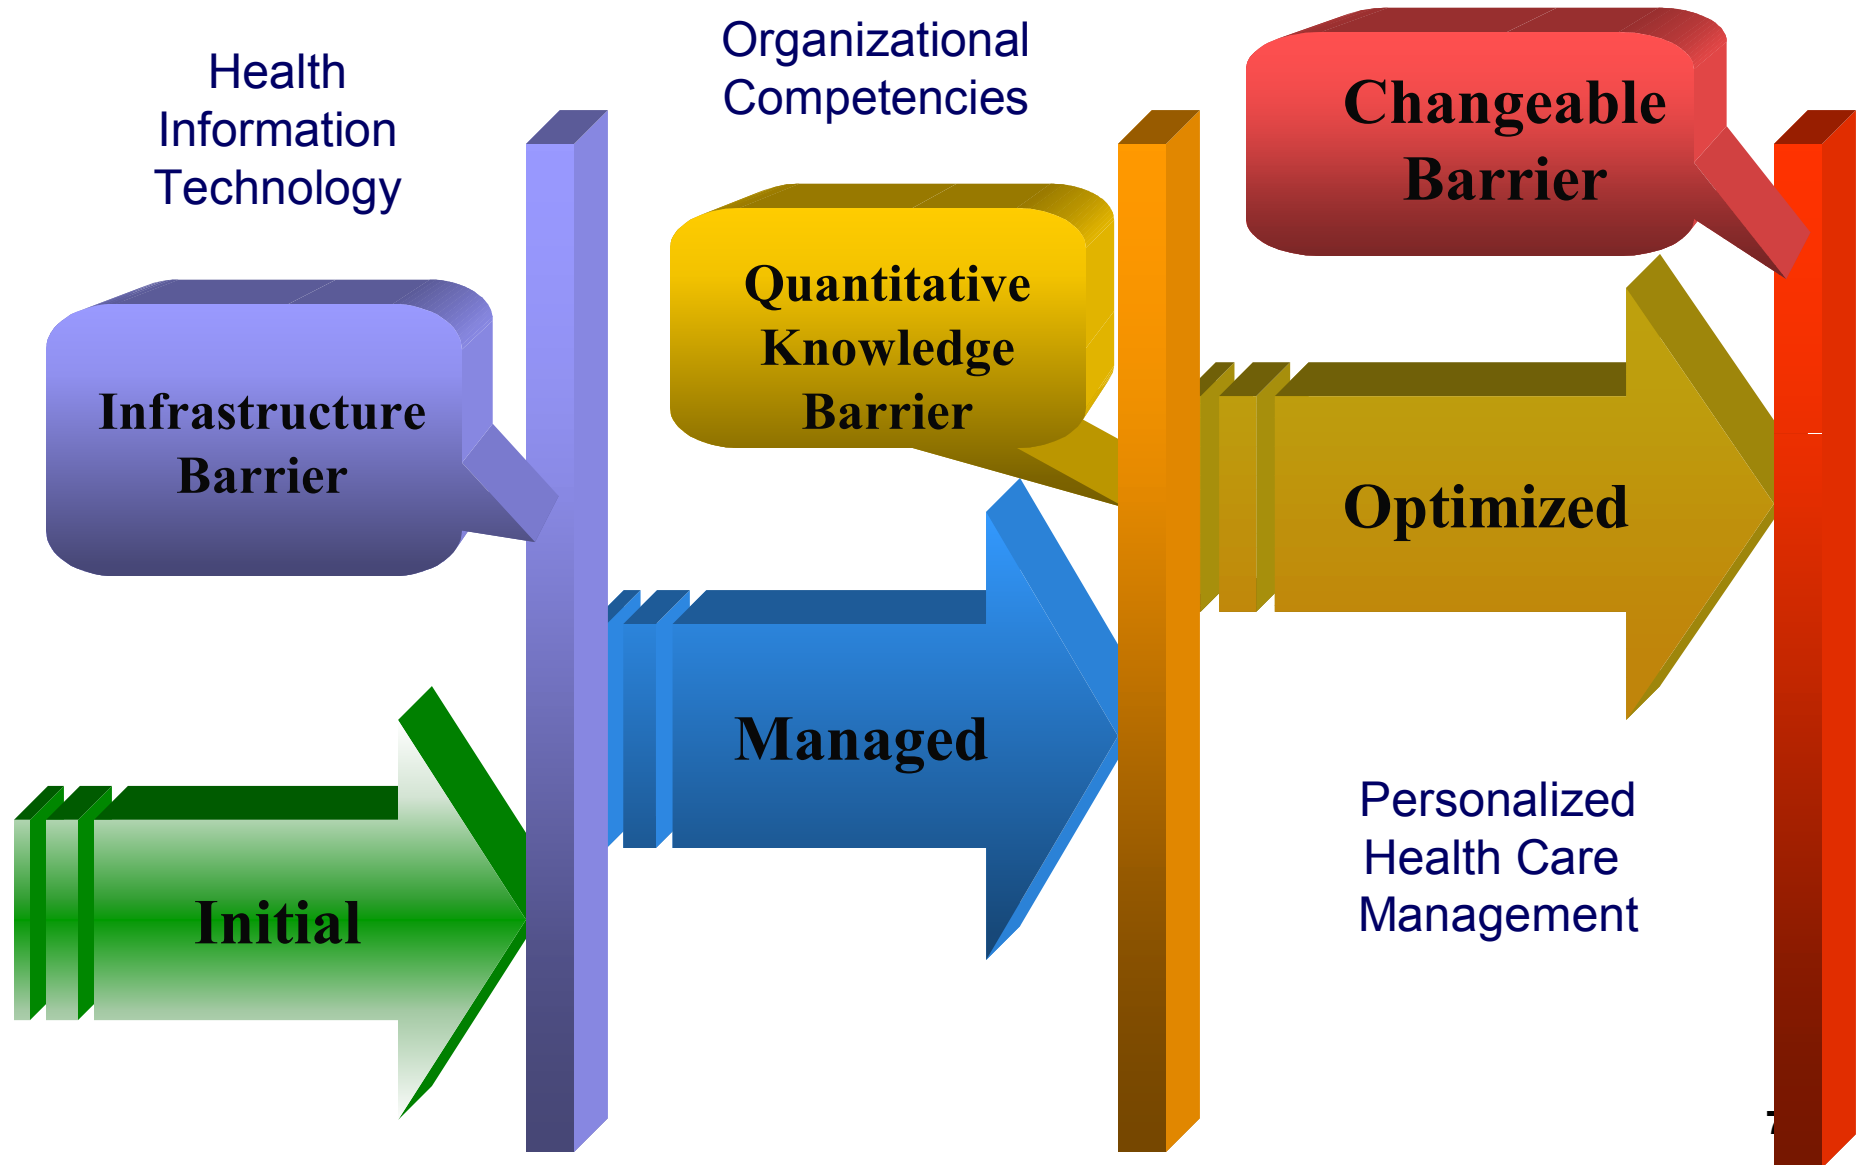 Health
Information
Technology
Infrastructure
Barrier
Initial
Organizational
Competencies
Quantitative
Knowledge
Barrier
Managed
Changeable
Barrier
Optimized
Personalized
Health Care
Management